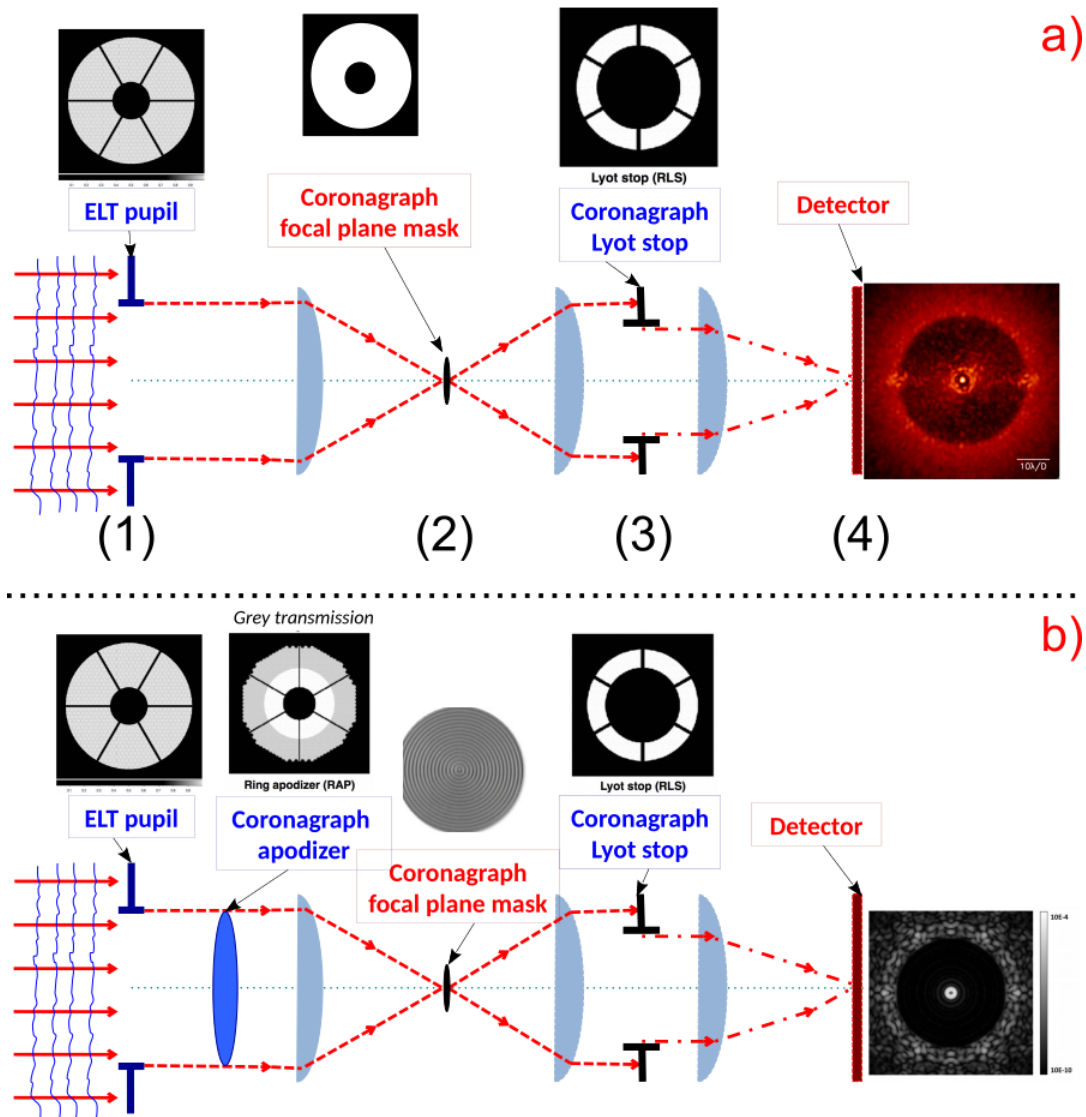 a)
Lyot stop (RLS)
ELT pupil
Coronagraph
focal plane mask
Coronagraph
Lyot stop
Detector
10λ/D
(1)
(2)
(3)
(4)
b)
Grey transmission
Ring apodizer (RAP)
Lyot stop (RLS)
ELT pupil
Coronagraph
apodizer
Coronagraph
focal plane mask
Coronagraph
Lyot stop
Detector
10E-4
10E-10